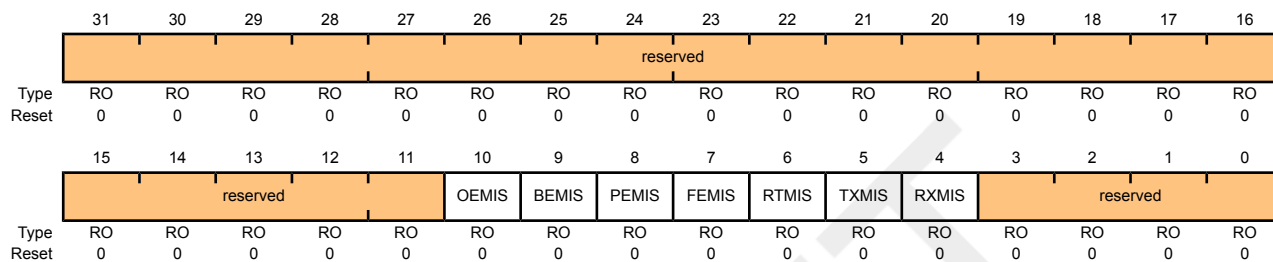 31 30 29 28 27 26 25 24 23 22 21 20 19 18 17 16
reserved
Type RO RO RO RO RO RO RO RO RO RO RO RO RO RO RO RO
Reset 0 0 0 0 0 0 0 0 0 0 0 0 0 0 0 0
15 14 13 12 11 10 9 8 7 6 5 4 3 2 1 0
reserved OEMIS BEMIS PEMIS FEMIS RTMIS TXMIS RXMIS reserved
Type RO RO RO RO RO RO RO RO RO RO RO RO RO RO RO RO
Reset 0 0 0 0 0 0 0 0 0 0 0 0 0 0 0 0